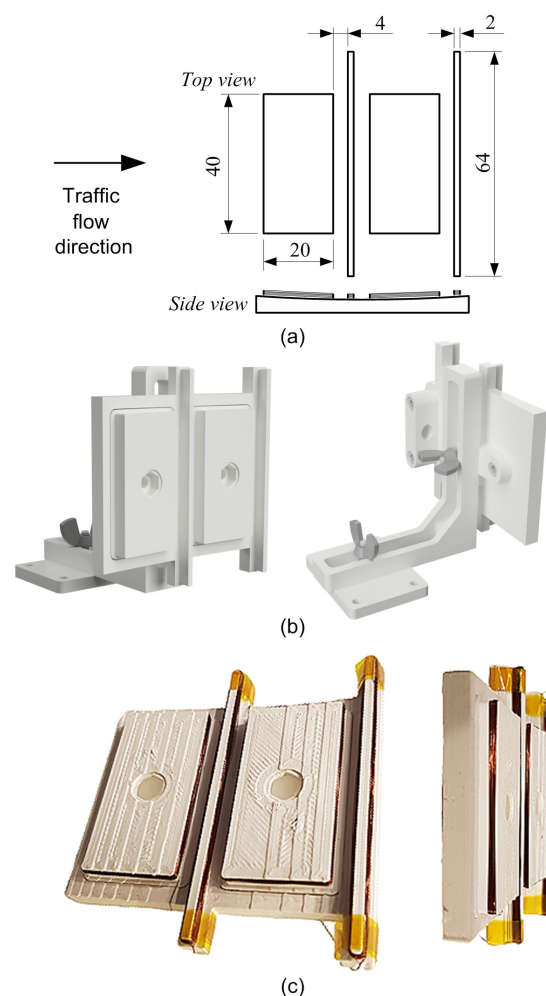 4
2
Top view
40
64
Traffic
flow
direction
20
Side view
(a)
(b)
(c)